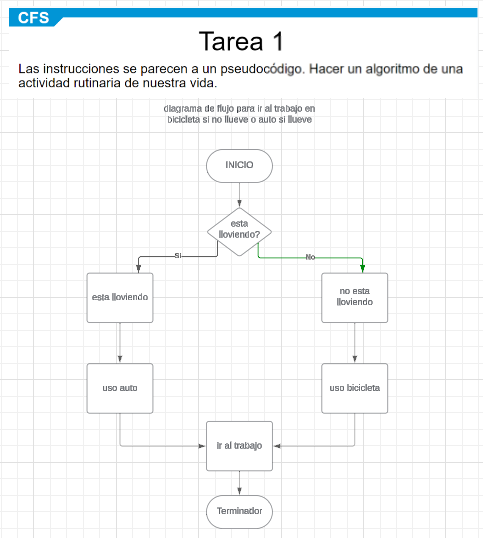 CFS
Tarea 1
Las instrucciones se parecen a un pseudocódigo. Hacer un algoritmo de una
actividad rutinaria de nuestra vida.
diagrama de flujo para ir al trabajo en
bicicleta si no llueve o auto si llueve
INICIO
esta
lloviendo?
Si
No
esta lloviendo
no esta
lloviendo
uso auto
uso bicicleta
Ir al trabajo
Terminador